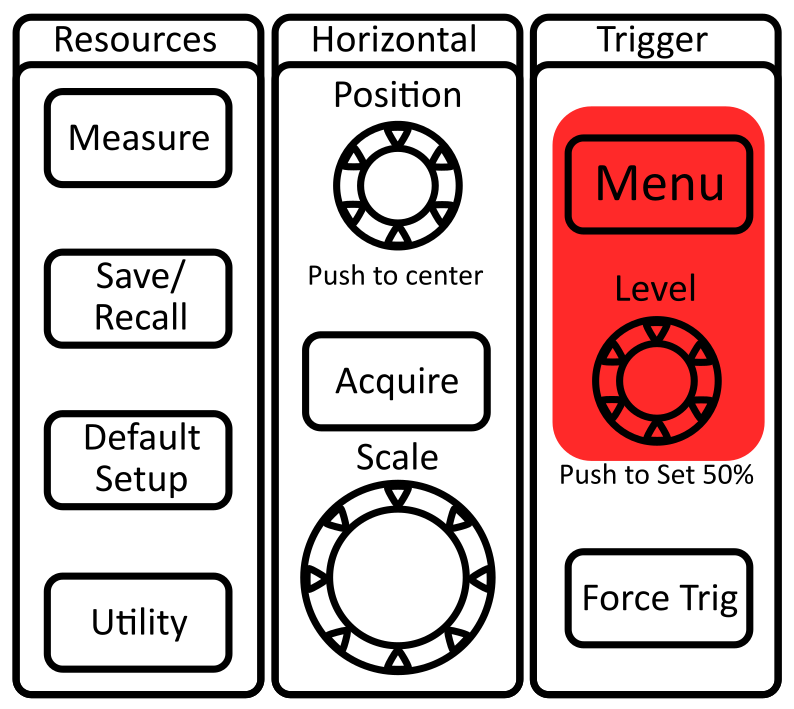 Resources
Measure
Save/
Recall
Default
Setup
Utility
Horizontal
Position
Push to center
Acquire
Scale
Trigger
Menu
Level
Push to Set 50%
Force Trig